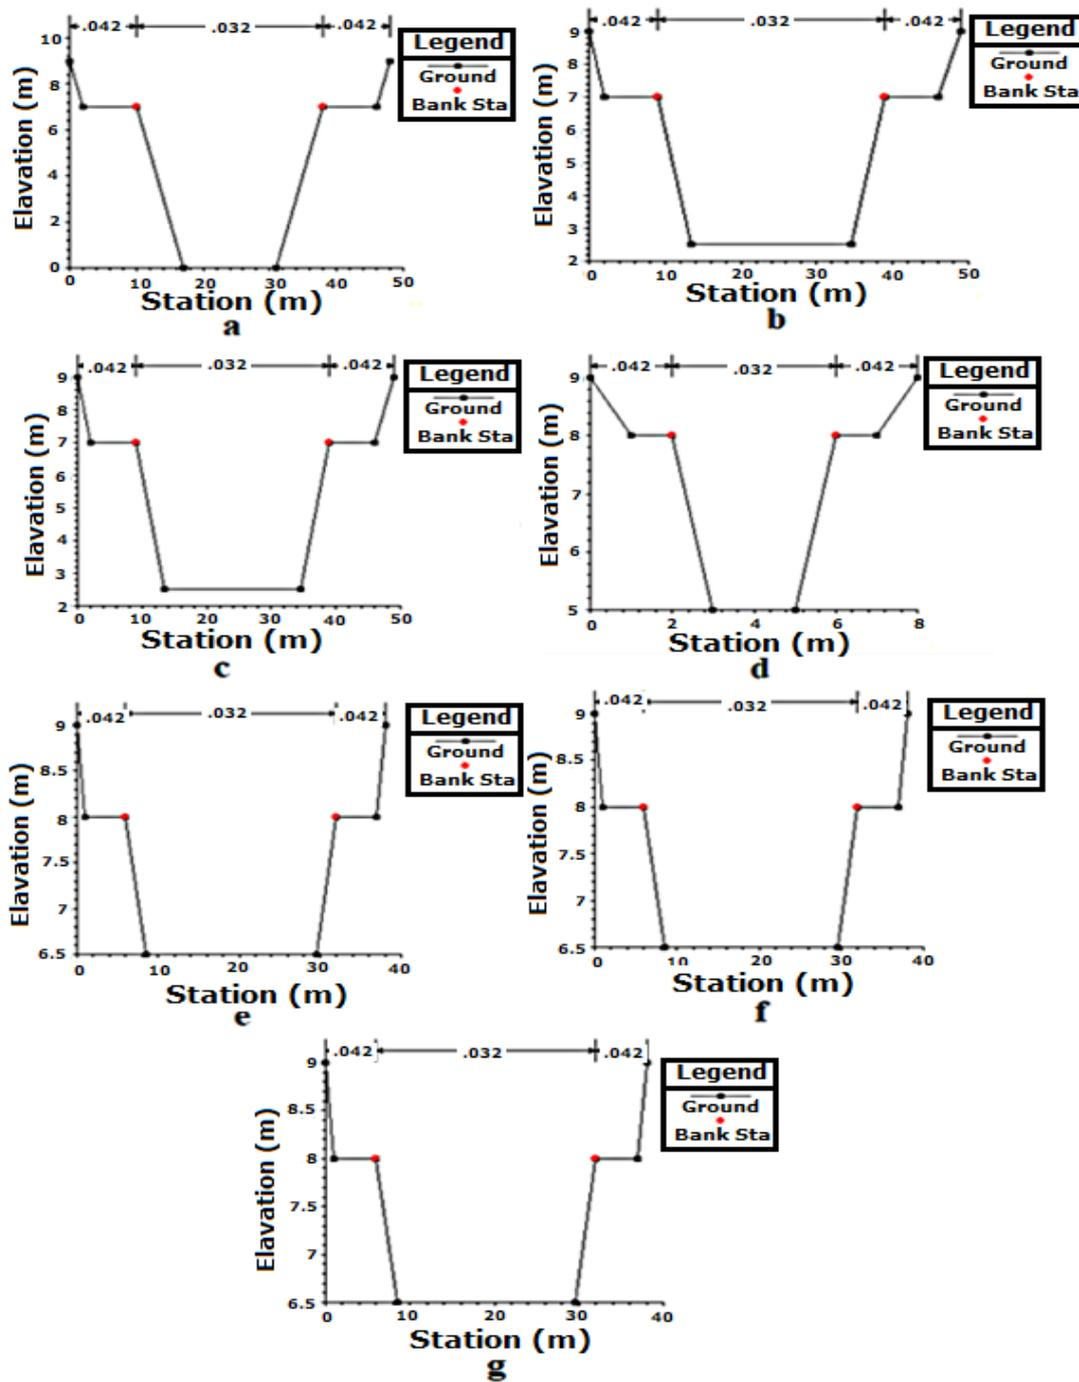 .042 .032 .042
10
8
6
4
2
0
0 10 20 30 40 50
Elavation (m)
Station (m)
Legend
Ground
Bank Sta
a
.042 .032 .042
9
8
7
6
5
4
3
2
0 10 20 30 40 50
Elavation (m)
Station (m)
Legend
Ground
Bank Sta
b
.042 .032 .042
9
8
7
6
5
4
3
2
0 10 20 30 40 50
Elavation (m)
Station (m)
Legend
Ground
Bank Sta
c
.042 .032 .042
9
8
7
6
5
0 2 4 6 8
Elavation (m)
Station (m)
Legend
Ground
Bank Sta
d
.042 .032 .042
9
8.5
8
7.5
7
6.5
0 10 20 30 40
Elavation (m)
Station (m)
Legend
Ground
Bank Sta
e
.042 .032 .042
9
8.5
8
7.5
7
6.5
0 10 20 30 40
Elavation (m)
Station (m)
Legend
Ground
Bank Sta
f
.042 .032 .042
9
8.5
8
7.5
7
6.5
0 10 20 30 40
Elavation (m)
Station (m)
Legend
Ground
Bank Sta
g